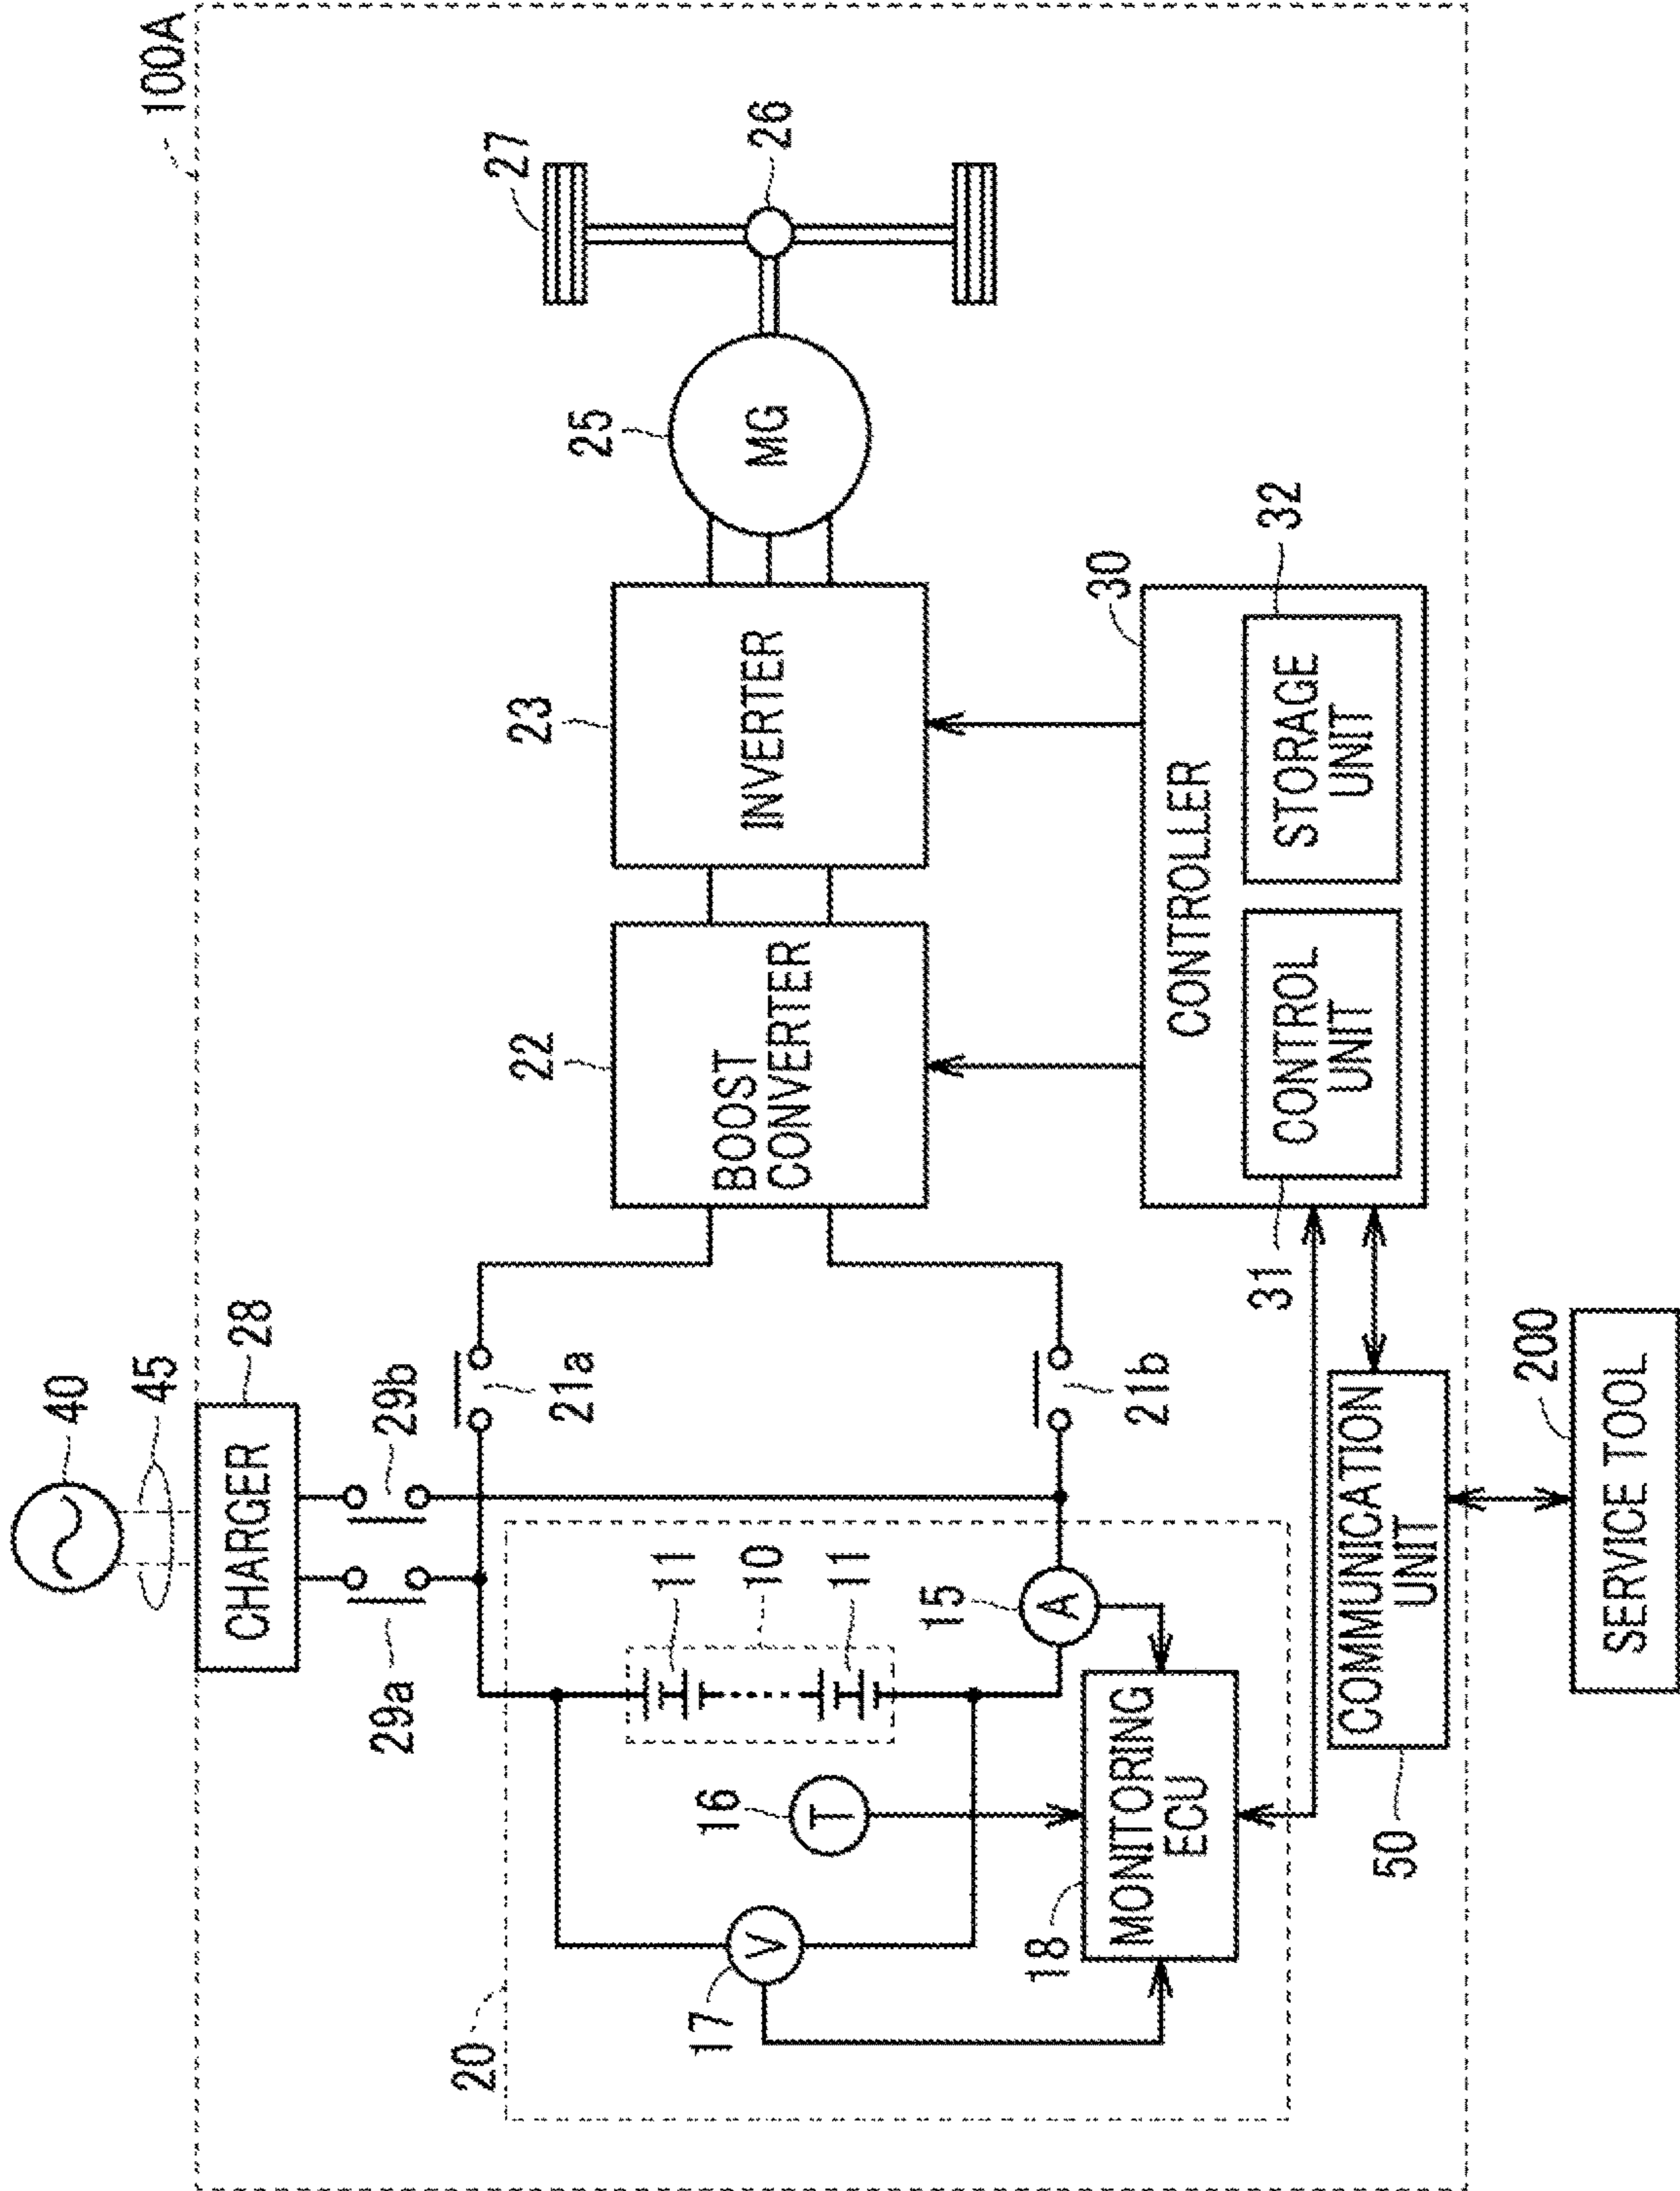 100A
40
45
CHARGER
28
29a
29b
27
26
25
MG
23
INVERTER
22
BOOST
CONVERTER
21a
21b
20
11
10
11
15
A
16
T
17
V
18
MONITORING
ECU
30
CONTROLLER
31
CONTROL
UNIT
32
STORAGE
UNIT
50
COMMUNICATION
UNIT
200
SERVICE TOOL